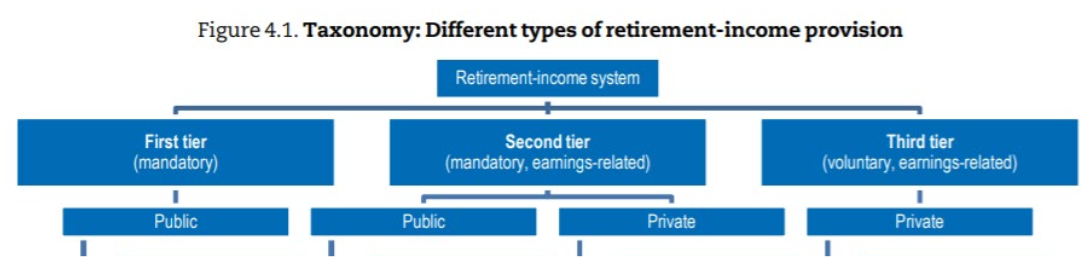 Figure 4.1. Taxonomy: Different types of retirement-income provision
Retirement-income system
First tier
(mandatory)
Second tier
(mandatory, earnings-related)
Third tier
(voluntary, earnings-related)
Public
Public
Private
Private